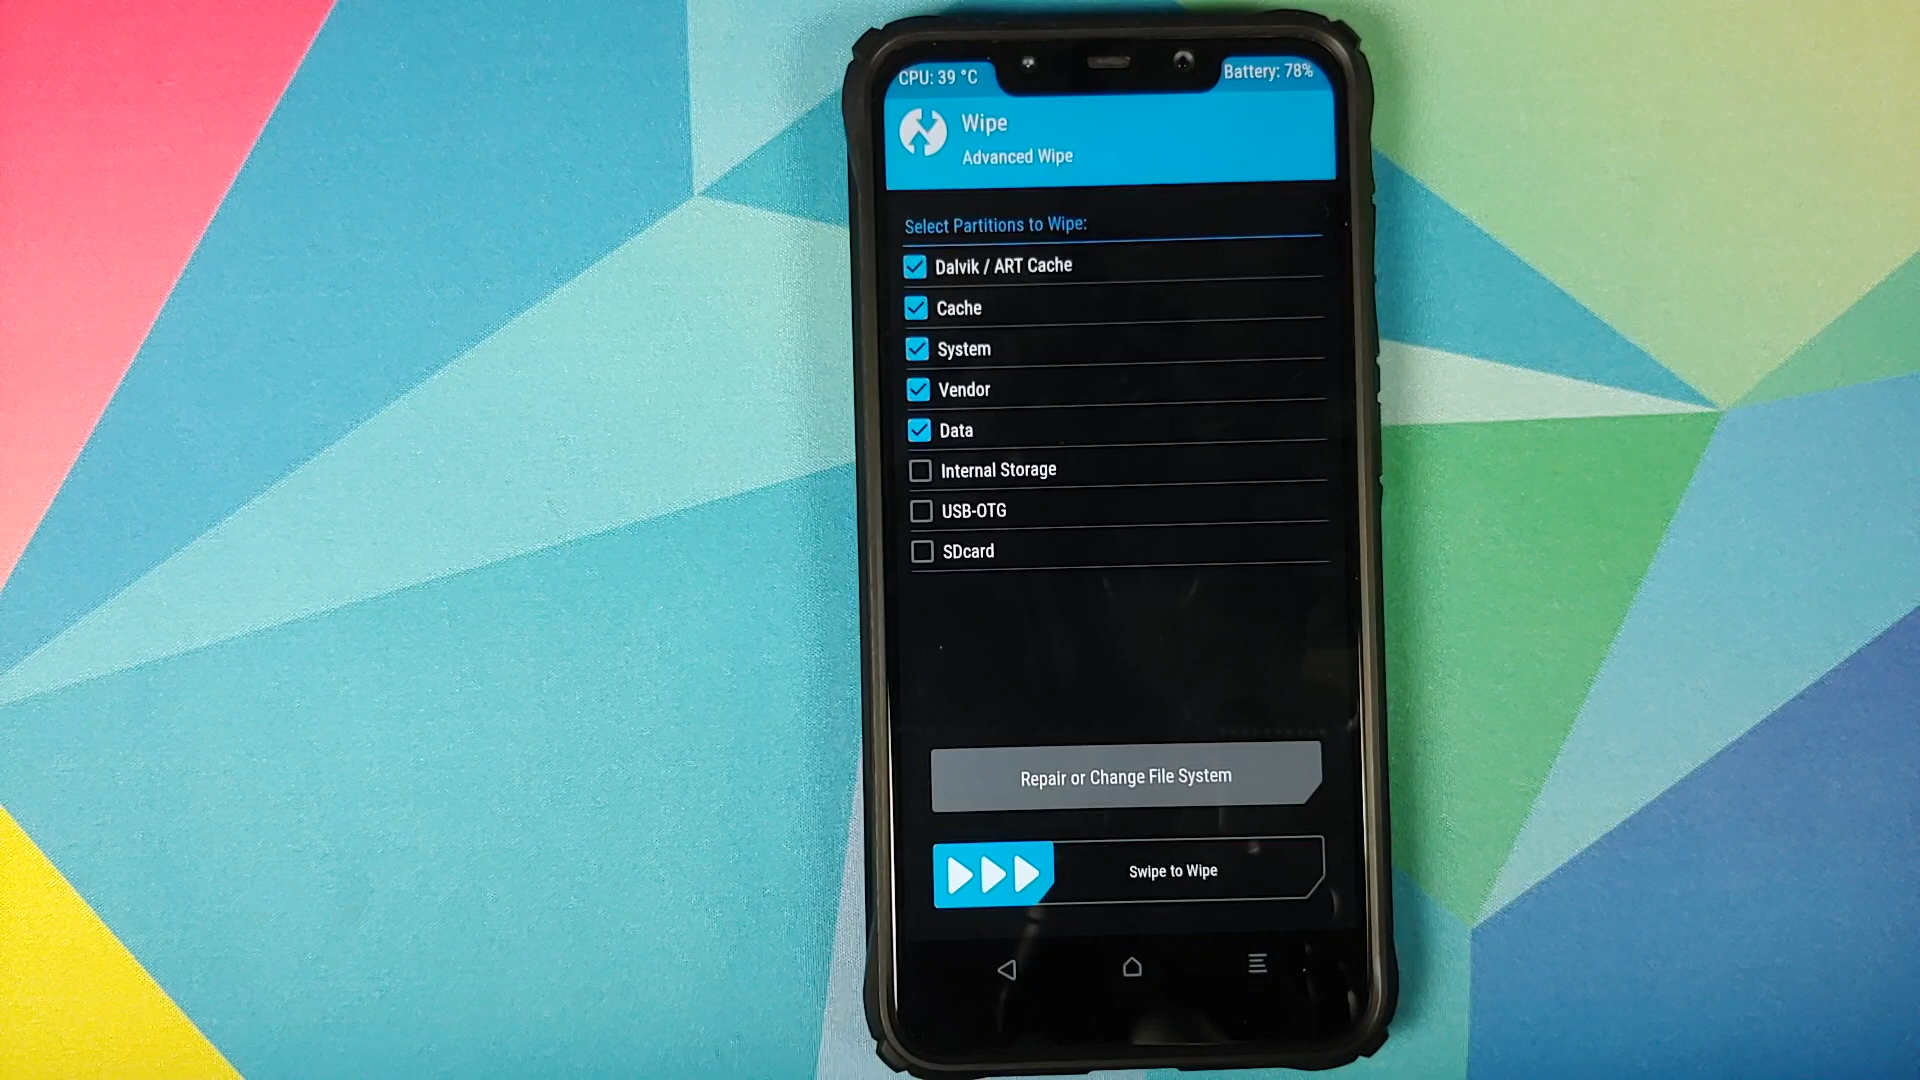 CPU: 39 °C
Battery: 78%
Wipe
Advanced Wipe
Select Partitions to Wipe:
Dalvik / ART Cache
Cache
System
Vendor
Data
Internal Storage
USB-OTG
SDcard
Repair or Change File System
Swipe to Wipe